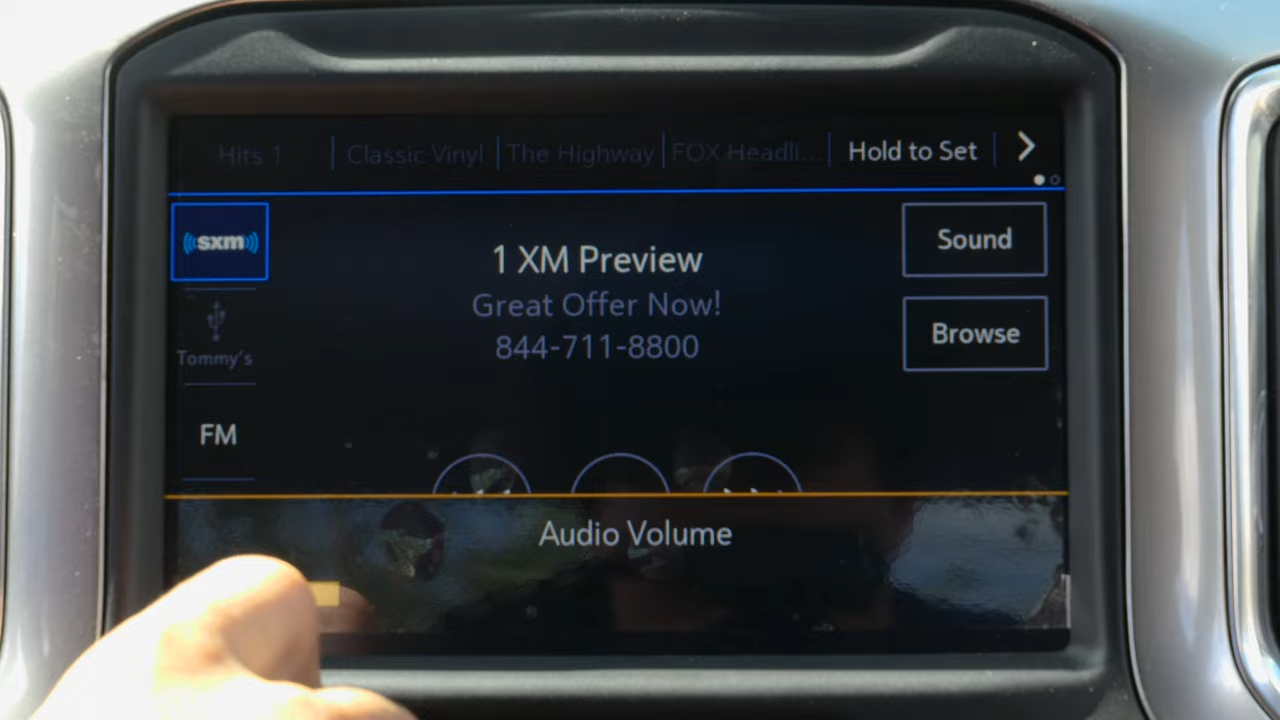 Hits 1
Classic Vinyl
The Highway
FOX Headli...
Hold to Set
sxm
1 XM Preview
Sound
Great Offer Now!
Tommy's
844-711-8800
Browse
FM
Audio Volume